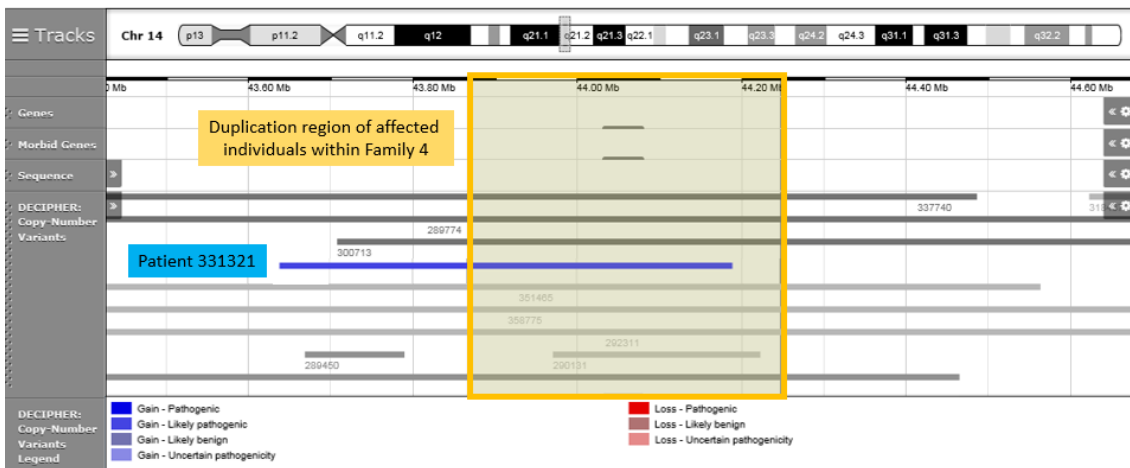 Tracks
Chr 14 p13 p11.2 q11.2 q12 q21.1 q21.2 q21.3 q22.1 q23.1 q23.3 q24.2 q24.3 q31.1 q31.3 q32.2
0 Mb 43.60 Mb 43.80 Mb 44.00 Mb 44.20 Mb 44.40 Mb 44.60 Mb
Genes
Duplication region of affected
individuals within Family 4
Morbid Genes
Sequence
DECIPHER:
Copy-Number
Variants
337740
289774
300713
Patient 331321
351465
358775
292311
289450 290131
DECIPHER:
Copy-Number
Variants
Legend
Gain - Pathogenic
Gain - Likely pathogenic
Gain - Likely benign
Gain - Uncertain pathogenicity
Loss - Pathogenic
Loss - Likely benign
Loss - Uncertain pathogenicity